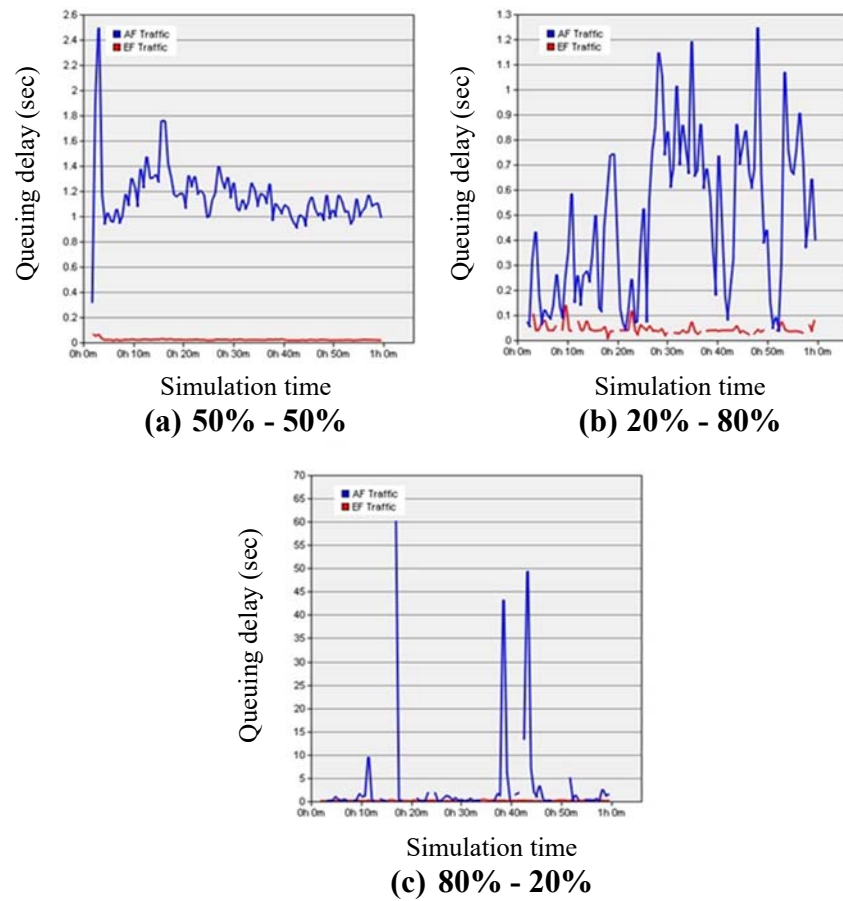 2.6
2.4
2.2
2
1.8
1.6
1.4
1.2
1
0.8
0.6
0.4
0.2
0
AF Traffic
EF Traffic
Queuing delay (sec)
0h 0m 0h 10m 0h 20m 0h 30m 0h 40m 0h 50m 1h 0m
Simulation time
(a) 50% - 50%
1.3
1.2
1.1
1
0.9
0.8
0.7
0.6
0.5
0.4
0.3
0.2
0.1
0
AF Traffic
EF Traffic
Queuing delay (sec)
0h 0m 0h 10m 0h 20m 0h 30m 0h 40m 0h 50m 1h 0m
Simulation time
(b) 20% - 80%
70
65
60
55
50
45
40
35
30
25
20
15
10
5
0
AF Traffic
EF Traffic
Queuing delay (sec)
0h 0m 0h 10m 0h 20m 0h 30m 0h 40m 0h 50m 1h 0m
Simulation time
(c) 80% - 20%